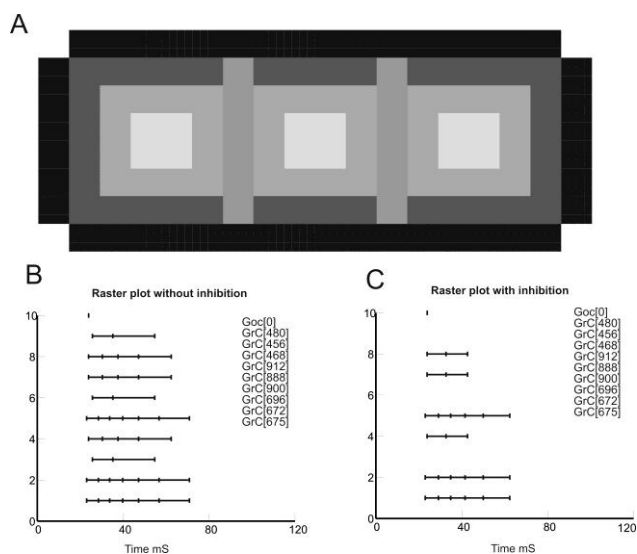 A
B
Raster plot without inhibition
10
8
6
4
2
0
0
40
80
120
Time mS
Goc[0]
GrC[480]
GrC[456]
GrC[468]
GrC[912]
GrC[888]
GrC[900]
GrC[696]
GrC[672]
GrC[675]
C
Raster plot with inhibition
10
8
6
4
2
0
0
40
80
120
Time mS
Goc[0]
GrC[480]
GrC[456]
GrC[468]
GrC[912]
GrC[888]
GrC[900]
GrC[696]
GrC[672]
GrC[675]